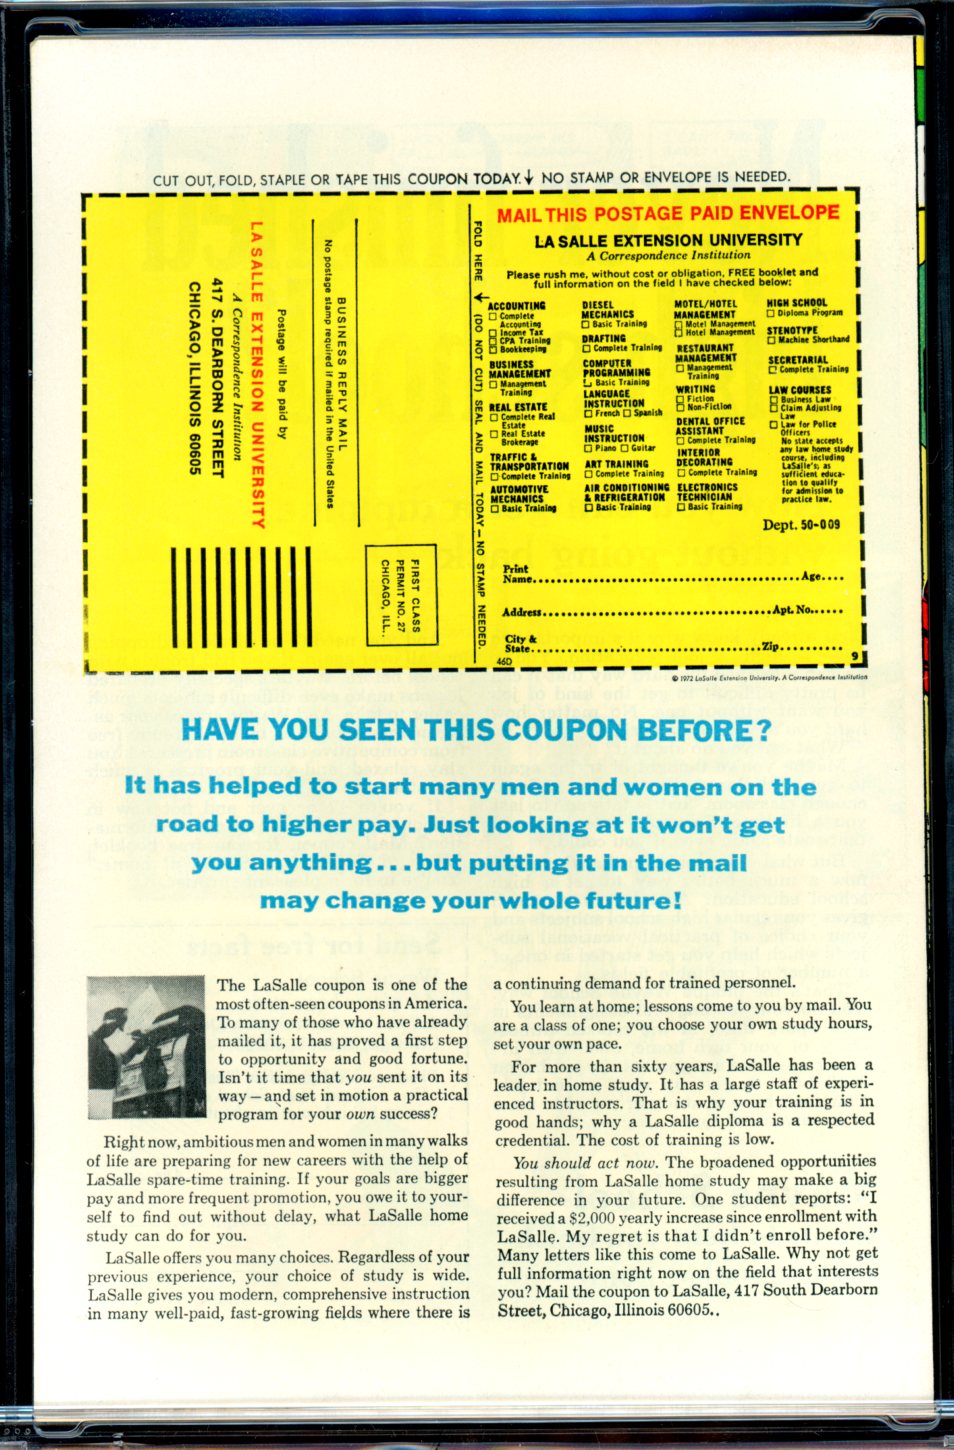 CUT OUT, FOLD, STAPLE OR TAPE THIS COUPON TODAY. ↓ NO STAMP OR ENVELOPE IS NEEDED.
LA SALLE EXTENSION UNIVERSITY
A Correspondence Institution
417 S. DEARBORN STREET
CHICAGO, ILLINOIS 60605
Postage will be paid by
BUSINESS REPLY MAIL
No postage stamp required if mailed in the United States
FIRST CLASS
PERMIT NO. 27
CHICAGO, ILL.
FOLD HERE (DO NOT CUT) SEAL AND MAIL TODAY — NO STAMP NEEDED.
MAIL THIS POSTAGE PAID ENVELOPE
LA SALLE EXTENSION UNIVERSITY
A Correspondence Institution
Please rush me, without cost or obligation, FREE booklet and
full information on the field I have checked below:
ACCOUNTING
☐ Complete
Accounting
☐ Income Tax
☐ CPA Training
☐ Bookkeeping
BUSINESS
MANAGEMENT
☐ Management
Training
REAL ESTATE
☐ Complete Real
Estate
☐ Real Estate
Brokerage
TRAFFIC &
TRANSPORTATION
☐ Complete Training
AUTOMOTIVE
MECHANICS
☐ Basic Training
DIESEL
MECHANICS
☐ Basic Training
DRAFTING
☐ Complete Training
COMPUTER
PROGRAMMING
☐ Basic Training
LANGUAGE
INSTRUCTION
☐ French ☐ Spanish
MUSIC
INSTRUCTION
☐ Piano ☐ Guitar
ART TRAINING
☐ Complete Training
AIR CONDITIONING
& REFRIGERATION
☐ Basic Training
MOTEL/HOTEL
MANAGEMENT
☐ Motel Management
☐ Hotel Management
RESTAURANT
MANAGEMENT
☐ Management
Training
WRITING
☐ Fiction
☐ Non-Fiction
DENTAL OFFICE
ASSISTANT
☐ Complete Training
INTERIOR
DECORATING
☐ Complete Training
ELECTRONICS
TECHNICIAN
☐ Basic Training
HIGH SCHOOL
☐ Diploma Program
STENOTYPE
☐ Machine Shorthand
SECRETARIAL
☐ Complete Training
LAW COURSES
☐ Business Law
☐ Claim Adjusting
Law
☐ Law for Police
Officers
No state accepts
any law home study
course, including
LaSalle's; as
sufficient educa-
tion to qualify
for admission to
practice law.
Dept. 50-009
Print
Name..........Age....
Address..........Apt. No......
City &
State..........Zip..........
46D
9
© 1972 LaSalle Extension University. A Correspondence Institution
HAVE YOU SEEN THIS COUPON BEFORE?
It has helped to start many men and women on the
road to higher pay. Just looking at it won't get
you anything...but putting it in the mail
may change your whole future!
The LaSalle coupon is one of the
most often-seen coupons in America.
To many of those who have already
mailed it, it has proved a first step
to opportunity and good fortune.
Isn't it time that you sent it on its
way—and set in motion a practical
program for your own success?
Right now, ambitious men and women in many walks
of life are preparing for new careers with the help of
LaSalle spare-time training. If your goals are bigger
pay and more frequent promotion, you owe it to your-
self to find out without delay, what LaSalle home
study can do for you.
LaSalle offers you many choices. Regardless of your
previous experience, your choice of study is wide.
LaSalle gives you modern, comprehensive instruction
in many well-paid, fast-growing fields where there is
a continuing demand for trained personnel.
You learn at home; lessons come to you by mail. You
are a class of one; you choose your own study hours,
set your own pace.
For more than sixty years, LaSalle has been a
leader in home study. It has a large staff of experi-
enced instructors. That is why your training is in
good hands; why a LaSalle diploma is a respected
credential. The cost of training is low.
You should act now. The broadened opportunities
resulting from LaSalle home study may make a big
difference in your future. One student reports: "I
received a $2,000 yearly increase since enrollment with
LaSalle. My regret is that I didn't enroll before."
Many letters like this come to LaSalle. Why not get
full information right now on the field that interests
you? Mail the coupon to LaSalle, 417 South Dearborn
Street, Chicago, Illinois 60605..